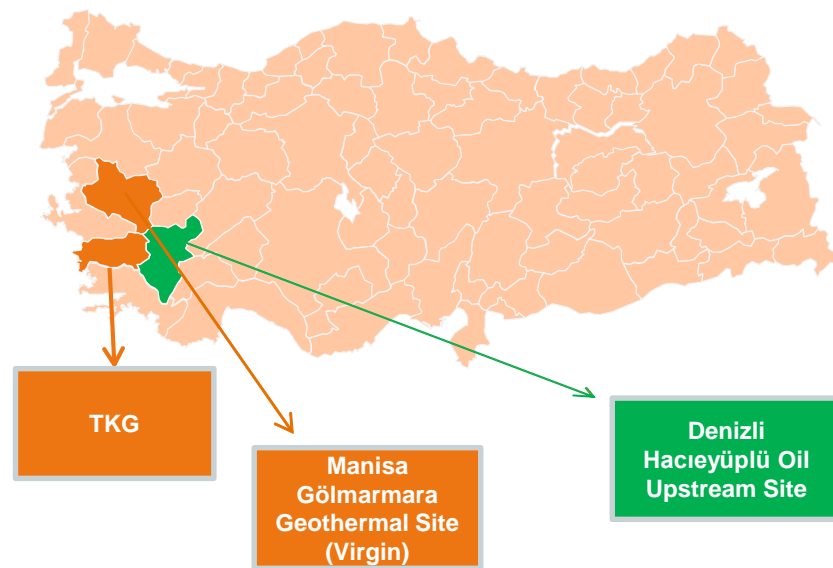 TKG
Manisa
Gölmarmara
Geothermal Site
(Virgin)
Denizli
Hacıeyüplü Oil
Upstream Site